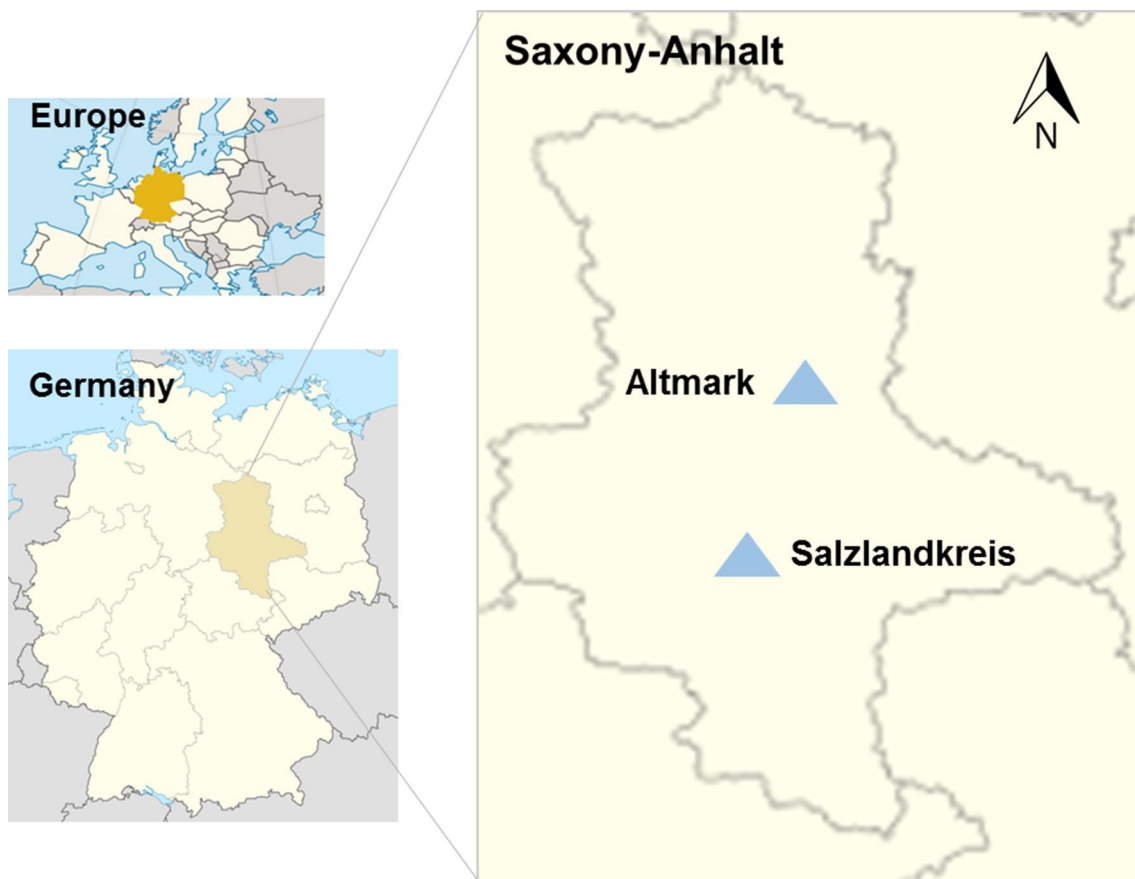 Europe
Germany
Saxony-Anhalt
N
Altmark
Salzlandkreis